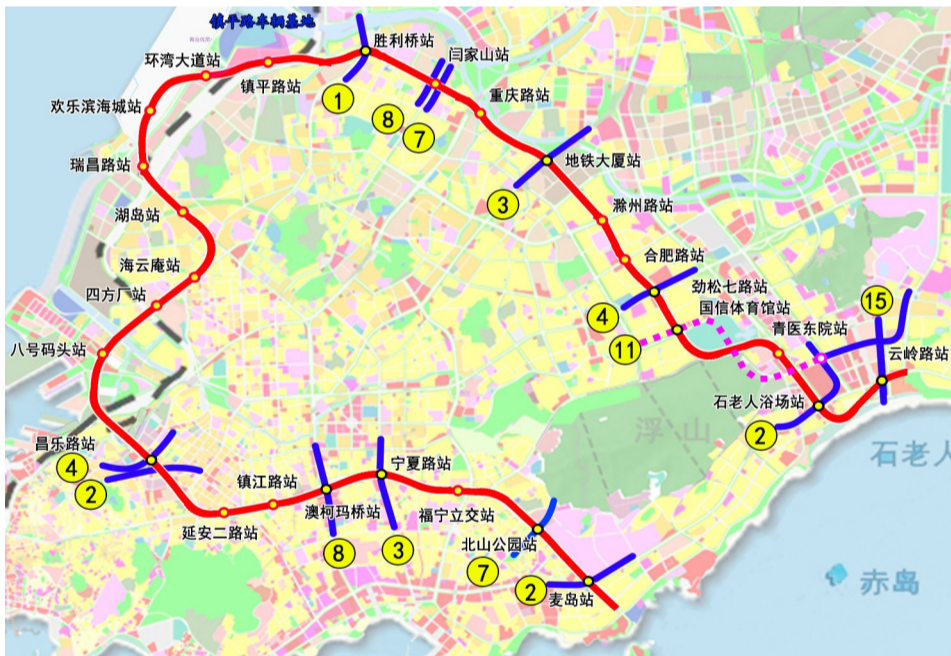 镇平路车辆基地
胜利桥站
环湾大道站
闫家山站
镇平路站
1
8
7
重庆路站
欢乐滨海城站
瑞昌路站
地铁大厦站
3
湖岛站
滁州路站
海云庵站
合肥路站
四方厂站
劲松七路站
国信体育馆站
4
15
青医东院站
11
八号码头站
云岭路站
石老人浴场站
2
浮山
石老人
昌乐路站
4
2
宁夏路站
镇江路站
澳柯玛桥站
福宁立交站
延安二路站
8
3
北山公园站
7
2
麦岛站
赤岛